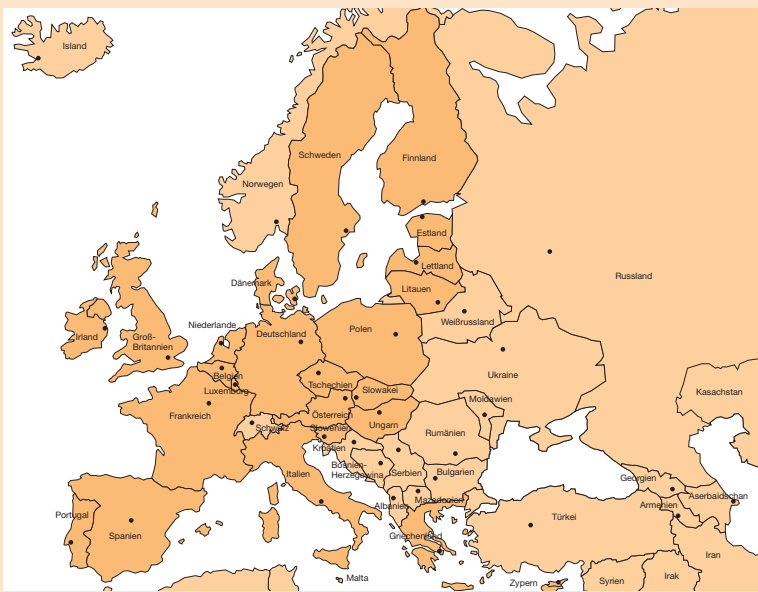 Island
Schweden
Finnland
Norwegen
Estland
Lettland
Russland
Dänemark
Litauen
Weißrussland
Niederlande
Irland
Groß-
Britannien
Deutschland
Polen
Belgien
Ukraine
Tschechien
Slowakei
Luxemburg
Kasachstan
Moldawien
Frankreich
Österreich
Ungarn
Schweiz
Slowenien
Rumänien
Kroatien
Bosnien-
Herzegowina
Serbien
Bulgarien
Italien
Georgien
Aserbaidschan
Mazedonien
Albanien
Armenien
Portugal
Türkei
Spanien
Griechenland
Iran
Malta
Zypern
Syrien
Irak